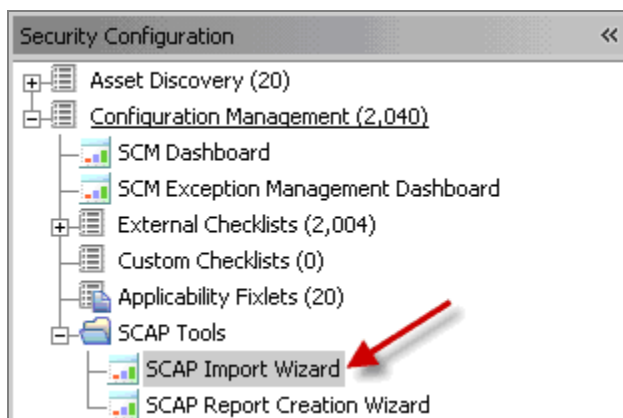 Security Configuration «
Asset Discovery (20)
Configuration Management (2,040)
SCM Dashboard
SCM Exception Management Dashboard
External Checklists (2,004)
Custom Checklists (0)
Applicability Fixlets (20)
SCAP Tools
SCAP Import Wizard
SCAP Report Creation Wizard